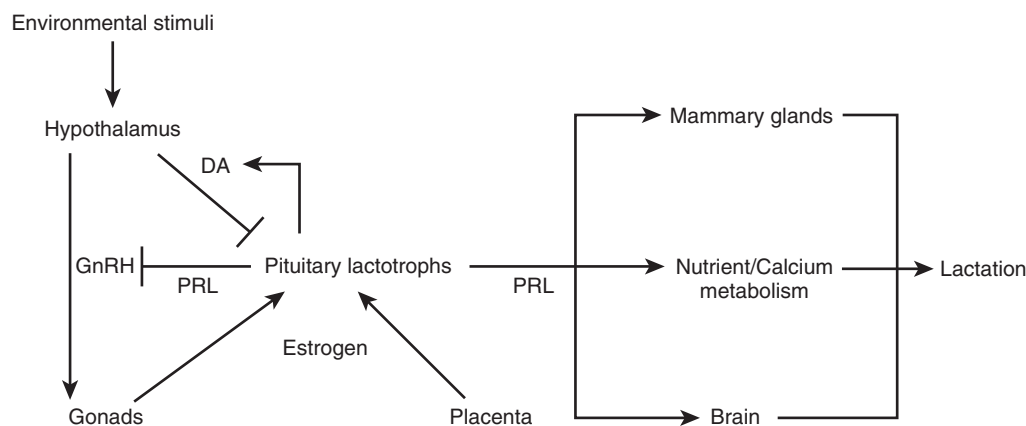 Environmental stimuli
Hypothalamus
DA
GnRH
PRL
Pituitary lactotrophs
PRL
Estrogen
Gonads
Placenta
Mammary glands
Nutrient/Calcium
metabolism
Brain
Lactation